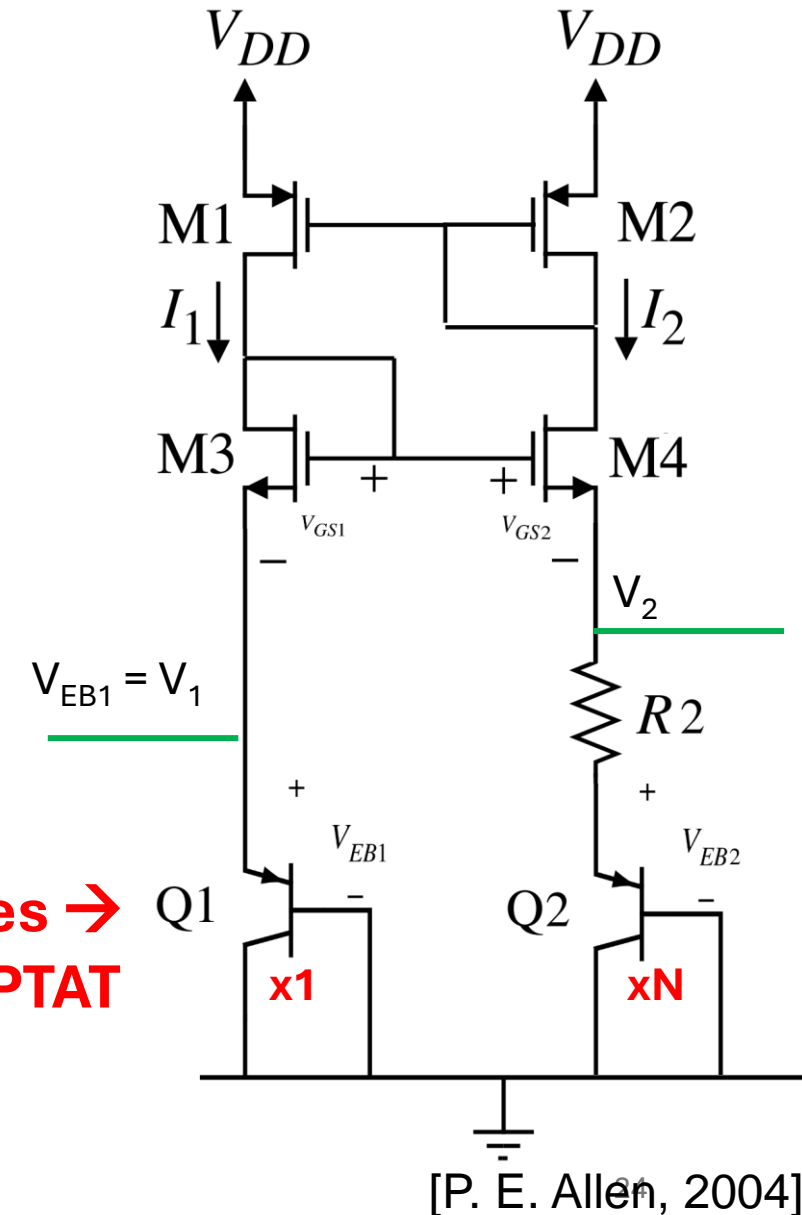 VDD VDD
M1 M2
I1 I2
M3 M4
+ +
VGS1 VGS2
− −
V2
VEB1 = V1
R2
+ +
VEB1 VEB2
es → Q1 − Q2 −
PTAT x1 xN
[P. E. Allen, 2004]
24